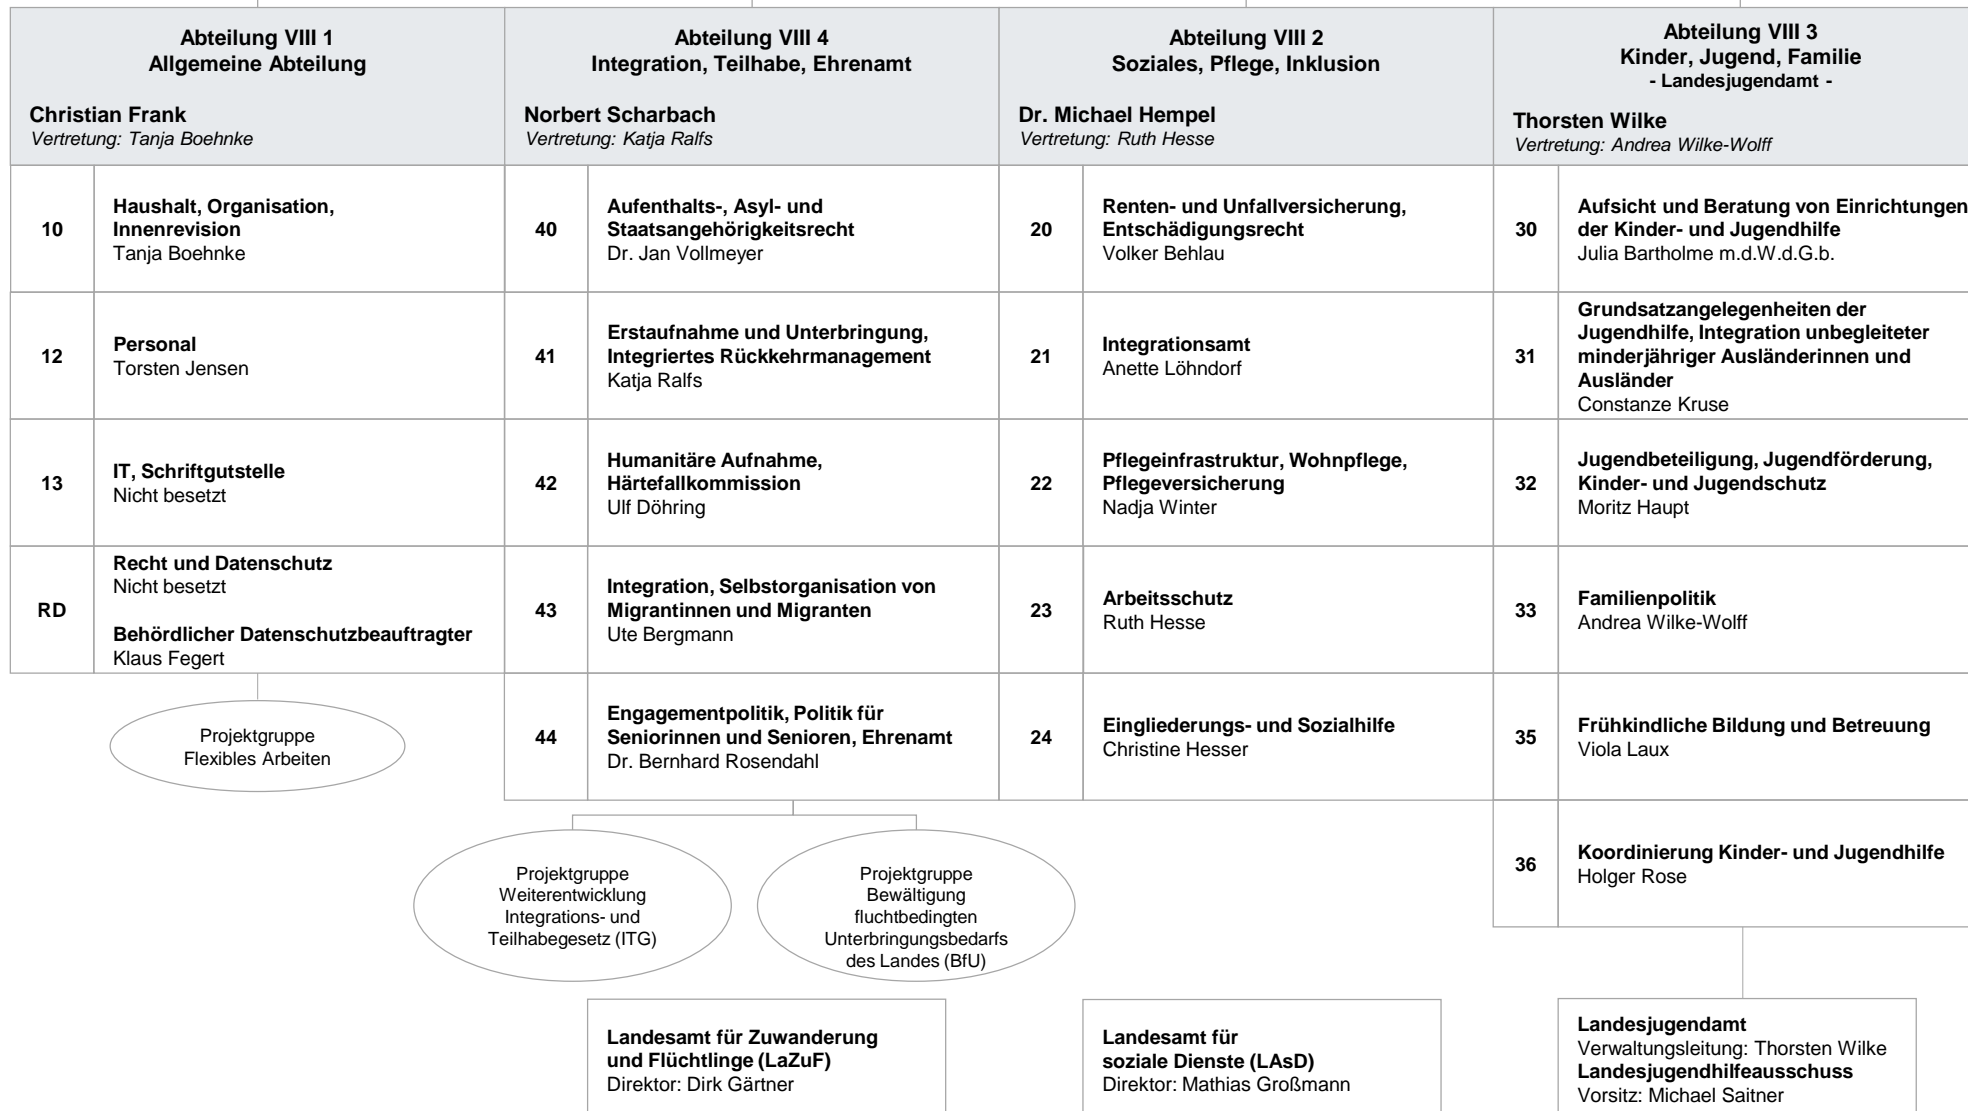 Abteilung VIII 1
Allgemeine Abteilung
Christian Frank
Vertretung: Tanja Boehnke
10
Haushalt, Organisation,
Innenrevision
Tanja Boehnke
12
Personal
Torsten Jensen
13
IT, Schriftgutstelle
Nicht besetzt
RD
Recht und Datenschutz
Nicht besetzt
Behördlicher Datenschutzbeauftragter
Klaus Fegert
Projektgruppe
Flexibles Arbeiten
Abteilung VIII 4
Integration, Teilhabe, Ehrenamt
Norbert Scharbach
Vertretung: Katja Ralfs
40
Aufenthalts-, Asyl- und
Staatsangehörigkeitsrecht
Dr. Jan Vollmeyer
41
Erstaufnahme und Unterbringung,
Integriertes Rückkehrmanagement
Katja Ralfs
42
Humanitäre Aufnahme,
Härtefallkommission
Ulf Döhring
43
Integration, Selbstorganisation von
Migrantinnen und Migranten
Ute Bergmann
44
Engagementpolitik, Politik für
Seniorinnen und Senioren, Ehrenamt
Dr. Bernhard Rosendahl
Projektgruppe
Weiterentwicklung
Integrations- und
Teilhabegesetz (ITG)
Projektgruppe
Bewältigung
fluchtbedingten
Unterbringungsbedarfs
des Landes (BfU)
Landesamt für Zuwanderung
und Flüchtlinge (LaZuF)
Direktor: Dirk Gärtner
Abteilung VIII 2
Soziales, Pflege, Inklusion
Dr. Michael Hempel
Vertretung: Ruth Hesse
20
Renten- und Unfallversicherung,
Entschädigungsrecht
Volker Behlau
21
Integrationsamt
Anette Löhndorf
22
Pflegeinfrastruktur, Wohnpflege,
Pflegeversicherung
Nadja Winter
23
Arbeitsschutz
Ruth Hesse
24
Eingliederungs- und Sozialhilfe
Christine Hesser
Landesamt für
soziale Dienste (LAsD)
Direktor: Mathias Großmann
Abteilung VIII 3
Kinder, Jugend, Familie
- Landesjugendamt -
Thorsten Wilke
Vertretung: Andrea Wilke-Wolff
30
Aufsicht und Beratung von Einrichtungen
der Kinder- und Jugendhilfe
Julia Bartholme m.d.W.d.G.b.
31
Grundsatzangelegenheiten der
Jugendhilfe, Integration unbegleiteter
minderjähriger Ausländerinnen und
Ausländer
Constanze Kruse
32
Jugendbeteiligung, Jugendförderung,
Kinder- und Jugendschutz
Moritz Haupt
33
Familienpolitik
Andrea Wilke-Wolff
35
Frühkindliche Bildung und Betreuung
Viola Laux
36
Koordinierung Kinder- und Jugendhilfe
Holger Rose
Landesjugendamt
Verwaltungsleitung: Thorsten Wilke
Landesjugendhilfeausschuss
Vorsitz: Michael Saitner